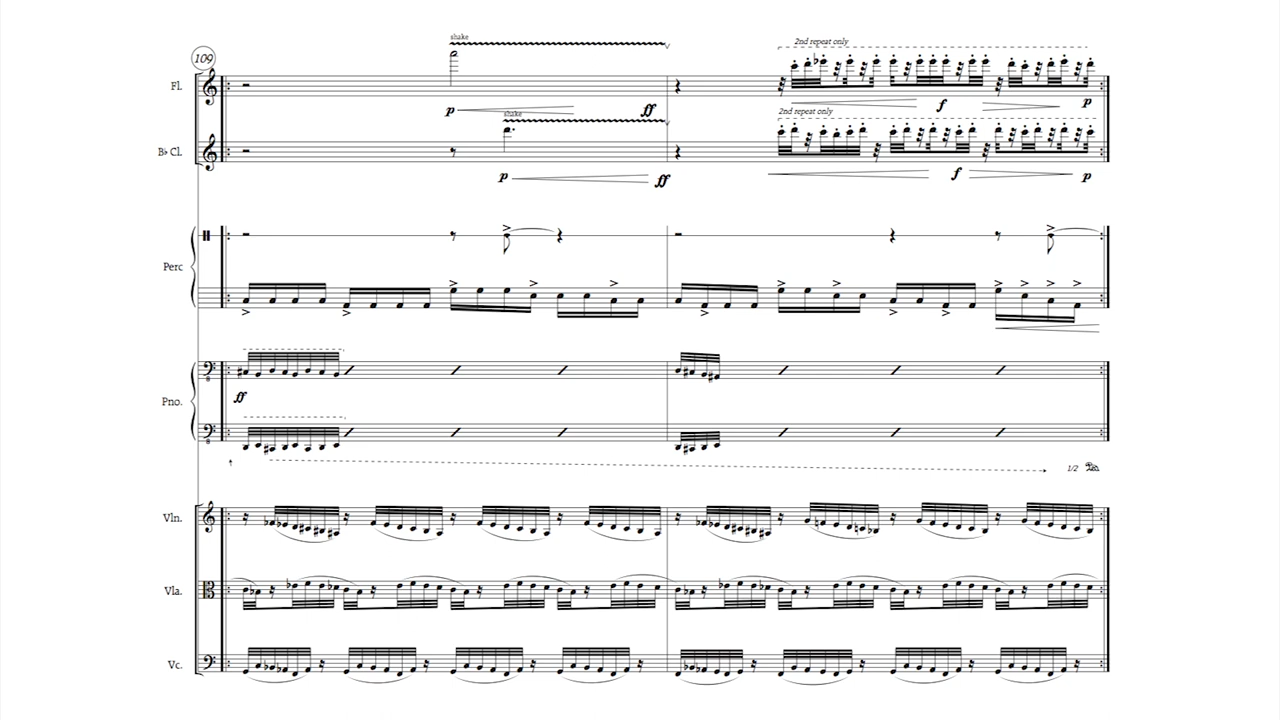 shake
2nd repeat only
109
Fl.
p
ff
f
p
shake
2nd repeat only
B♭ Cl.
p
ff
f
p
Perc
Pno.
ff
1/2
Vln.
Vla.
Vc.